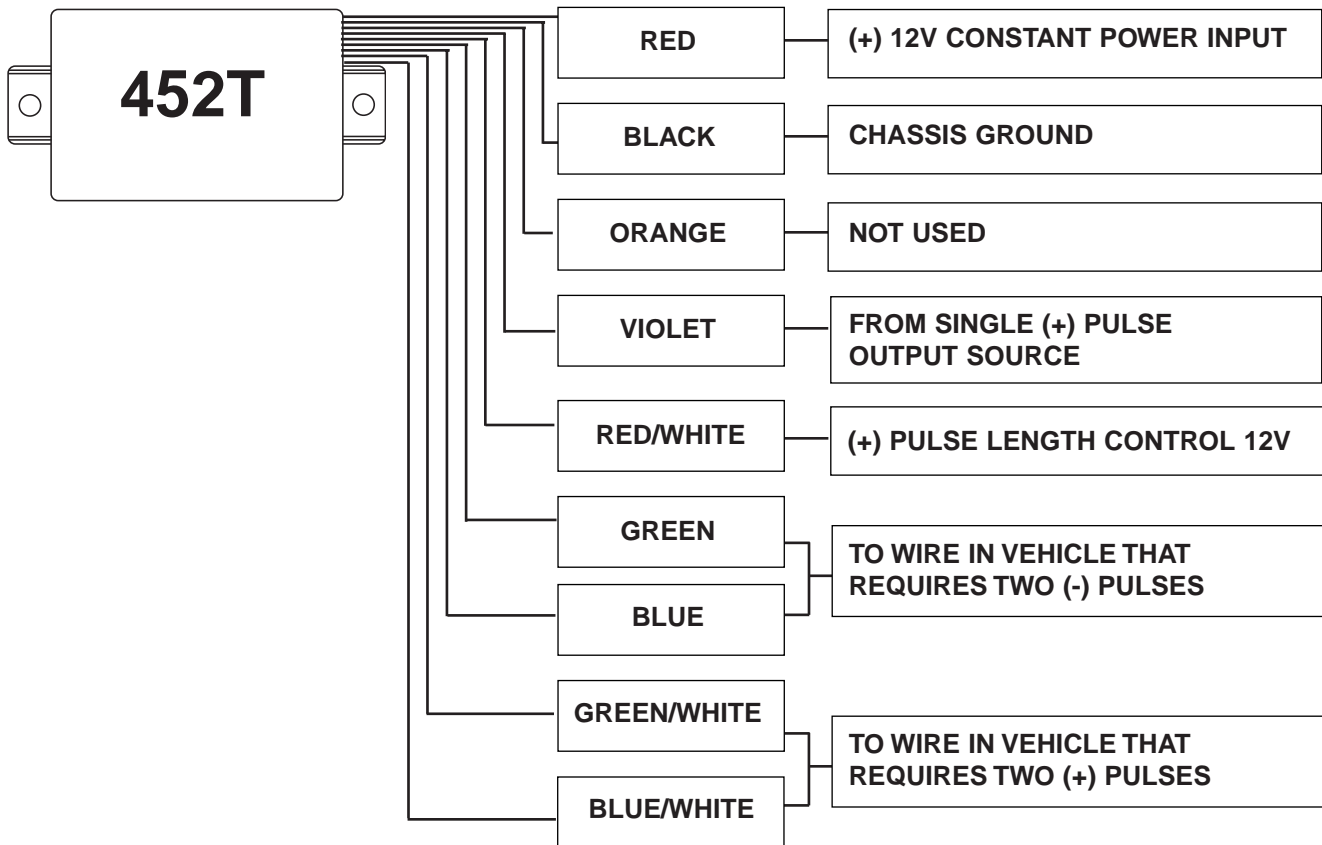 452T
RED
(+) 12V CONSTANT POWER INPUT
BLACK
CHASSIS GROUND
ORANGE
NOT USED
VIOLET
FROM SINGLE (+) PULSE
OUTPUT SOURCE
RED/WHITE
(+) PULSE LENGTH CONTROL 12V
GREEN
BLUE
TO WIRE IN VEHICLE THAT
REQUIRES TWO (-) PULSES
GREEN/WHITE
BLUE/WHITE
TO WIRE IN VEHICLE THAT
REQUIRES TWO (+) PULSES